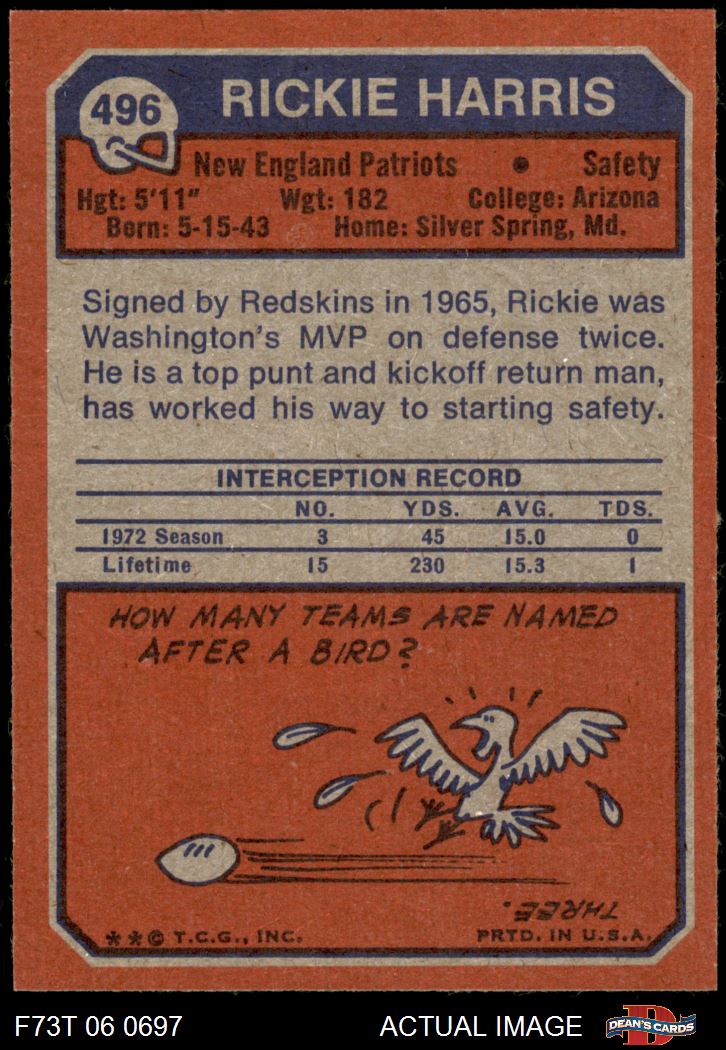 496
RICKIE HARRIS
New England Patriots • Safety
Hgt: 5'11" Wgt: 182 College: Arizona
Born: 5-15-43 Home: Silver Spring, Md.
Signed by Redskins in 1965, Rickie was
Washington's MVP on defense twice.
He is a top punt and kickoff return man,
has worked his way to starting safety.
INTERCEPTION RECORD
NO. YDS. AVG. TDS.
1972 Season 3 45 15.0 0
Lifetime 15 230 15.3 1
HOW MANY TEAMS ARE NAMED
AFTER A BIRD?
THREE.
**© T.C.G., INC. PRTD. IN U.S.A.
F73T 06 0697 ACTUAL IMAGE DEAN'S CARDS